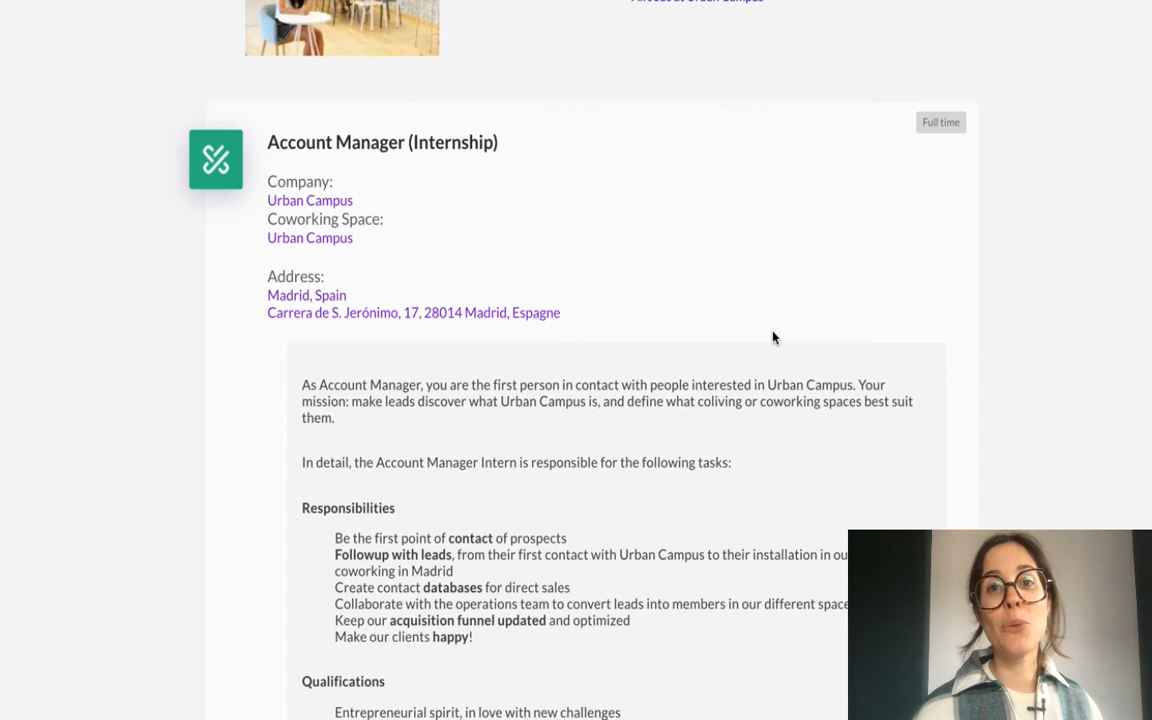 All Jobs at Urban Campus
Full time
Account Manager (Internship)
Company:
Urban Campus
Coworking Space:
Urban Campus
Address:
Madrid, Spain
Carrera de S. Jerónimo, 17, 28014 Madrid, Espagne
As Account Manager, you are the first person in contact with people interested in Urban Campus. Your
mission: make leads discover what Urban Campus is, and define what coliving or coworking spaces best suit
them.
In detail, the Account Manager Intern is responsible for the following tasks:
Responsibilities
Be the first point of contact of prospects
Followup with leads, from their first contact with Urban Campus to their installation in ou
coworking in Madrid
Create contact databases for direct sales
Collaborate with the operations team to convert leads into members in our different space
Keep our acquisition funnel updated and optimized
Make our clients happy!
Qualifications
Entrepreneurial spirit, in love with new challenges